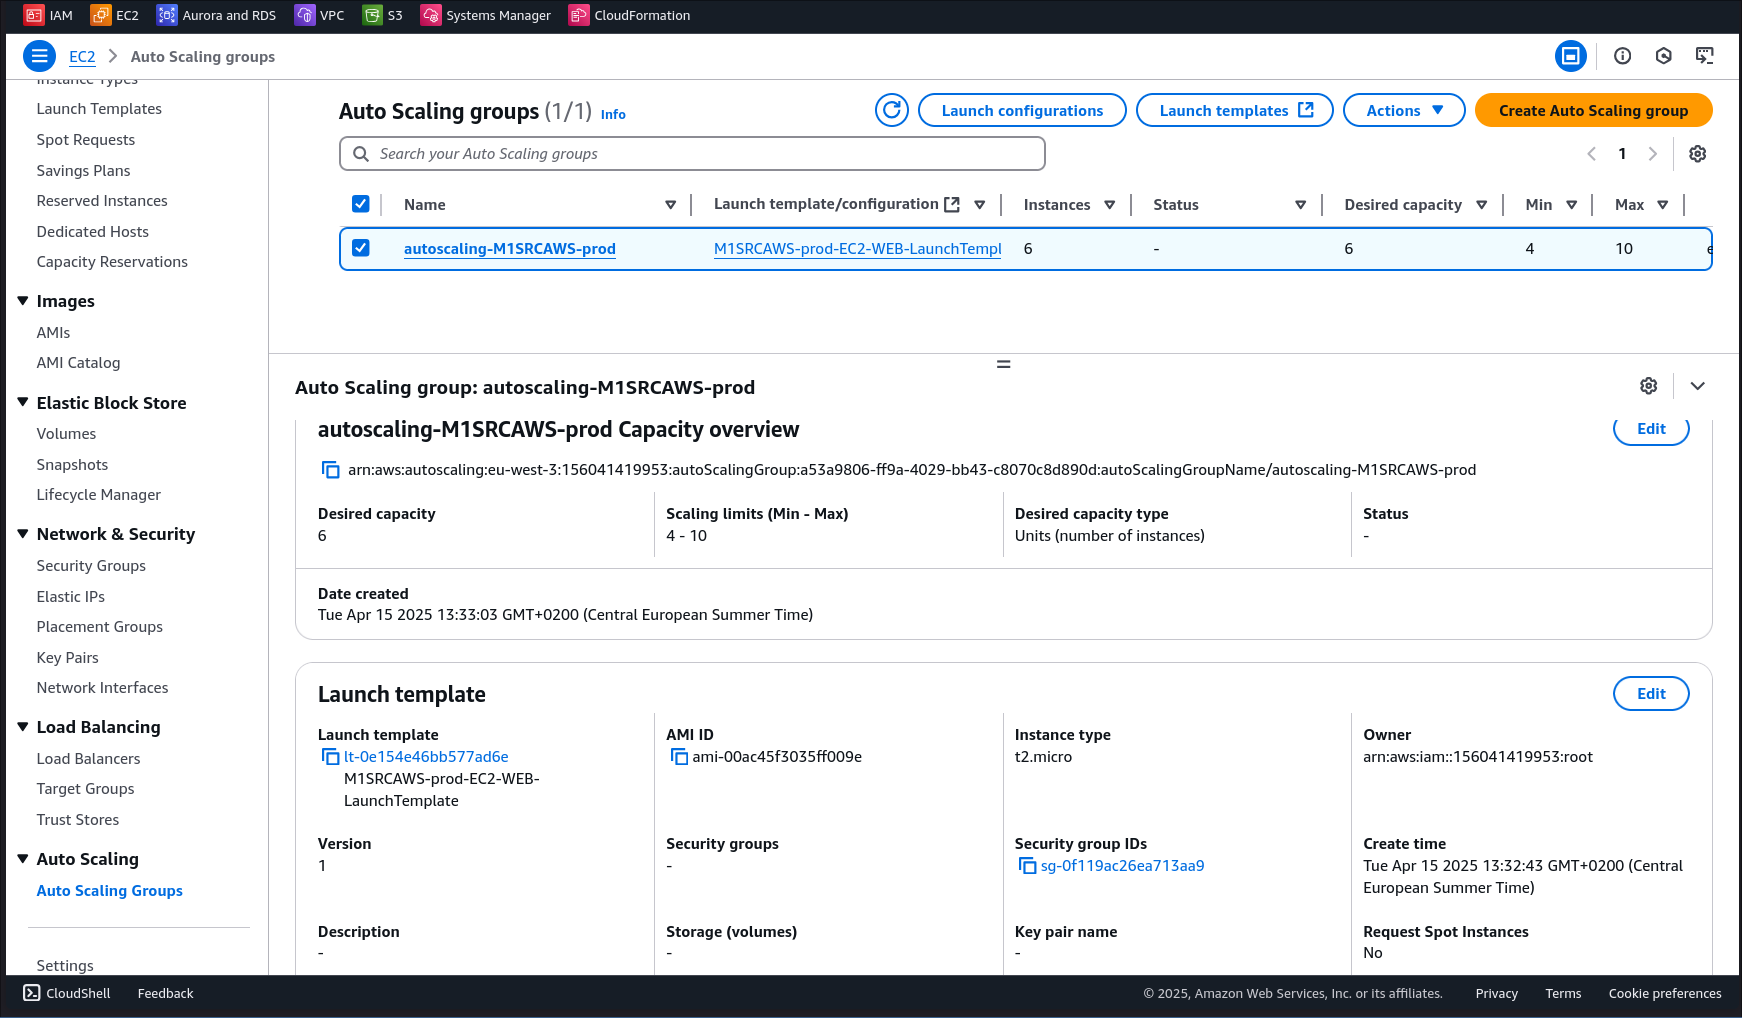 IAM EC2 Aurora and RDS VPC S3 Systems Manager CloudFormation
EC2 Auto Scaling groups
Instance Types
Launch Templates
Spot Requests
Savings Plans
Reserved Instances
Dedicated Hosts
Capacity Reservations
Images
AMIs
AMI Catalog
Elastic Block Store
Volumes
Snapshots
Lifecycle Manager
Network & Security
Security Groups
Elastic IPs
Placement Groups
Key Pairs
Network Interfaces
Load Balancing
Load Balancers
Target Groups
Trust Stores
Auto Scaling
Auto Scaling Groups
Settings
Auto Scaling groups (1/1) Info Launch configurations Launch templates Actions Create Auto Scaling group
Search your Auto Scaling groups 1
Name Launch template/configuration Instances Status Desired capacity Min Max
autoscaling-M1SRCAWS-prod M1SRCAWS-prod-EC2-WEB-LaunchTempl 6 - 6 4 10 e
Auto Scaling group: autoscaling-M1SRCAWS-prod
autoscaling-M1SRCAWS-prod Capacity overview Edit
arn:aws:autoscaling:eu-west-3:156041419953:autoScalingGroup:a53a9806-ff9a-4029-bb43-c8070c8d890d:autoScalingGroupName/autoscaling-M1SRCAWS-prod
Desired capacity Scaling limits (Min - Max) Desired capacity type Status
6 4 - 10 Units (number of instances) -
Date created
Tue Apr 15 2025 13:33:03 GMT+0200 (Central European Summer Time)
Launch template Edit
Launch template AMI ID Instance type Owner
lt-0e154e46bb577ad6e ami-00ac45f3035ff009e t2.micro arn:aws:iam::156041419953:root
M1SRCAWS-prod-EC2-WEB-
LaunchTemplate
Version Security groups Security group IDs Create time
1 - sg-0f119ac26ea713aa9 Tue Apr 15 2025 13:32:43 GMT+0200 (Central
European Summer Time)
Description Storage (volumes) Key pair name Request Spot Instances
- - - No
CloudShell Feedback © 2025, Amazon Web Services, Inc. or its affiliates. Privacy Terms Cookie preferences